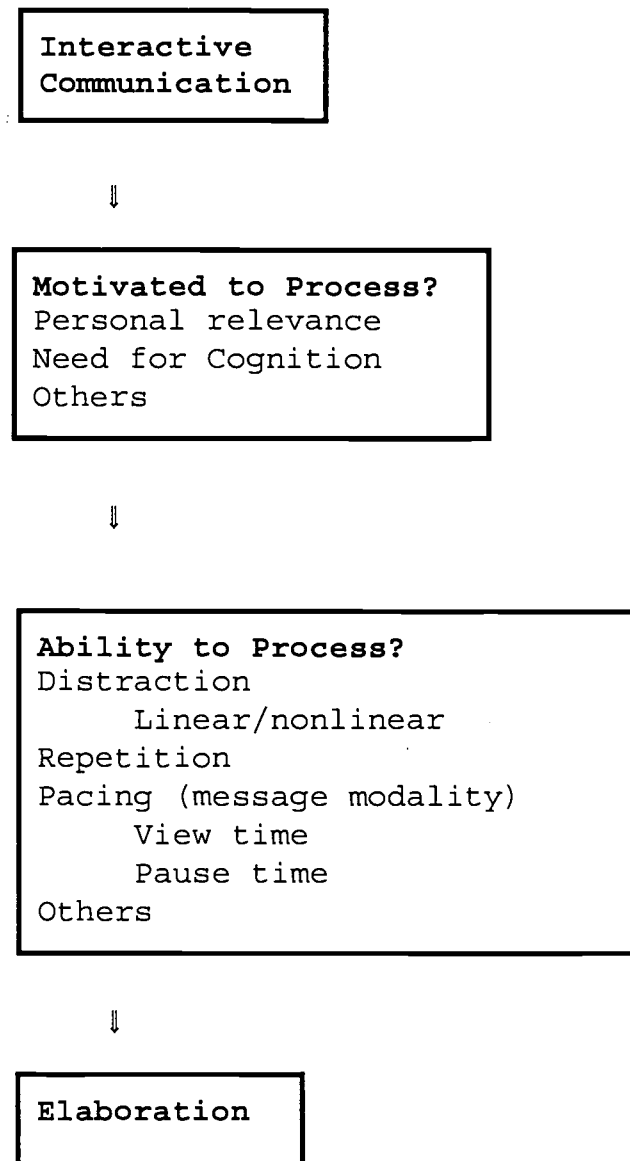 Interactive
Communication
⇓
Motivated to Process?
Personal relevance
Need for Cognition
Others
⇓
Ability to Process?
Distraction
Linear/nonlinear
Repetition
Pacing (message modality)
View time
Pause time
Others
⇓
Elaboration